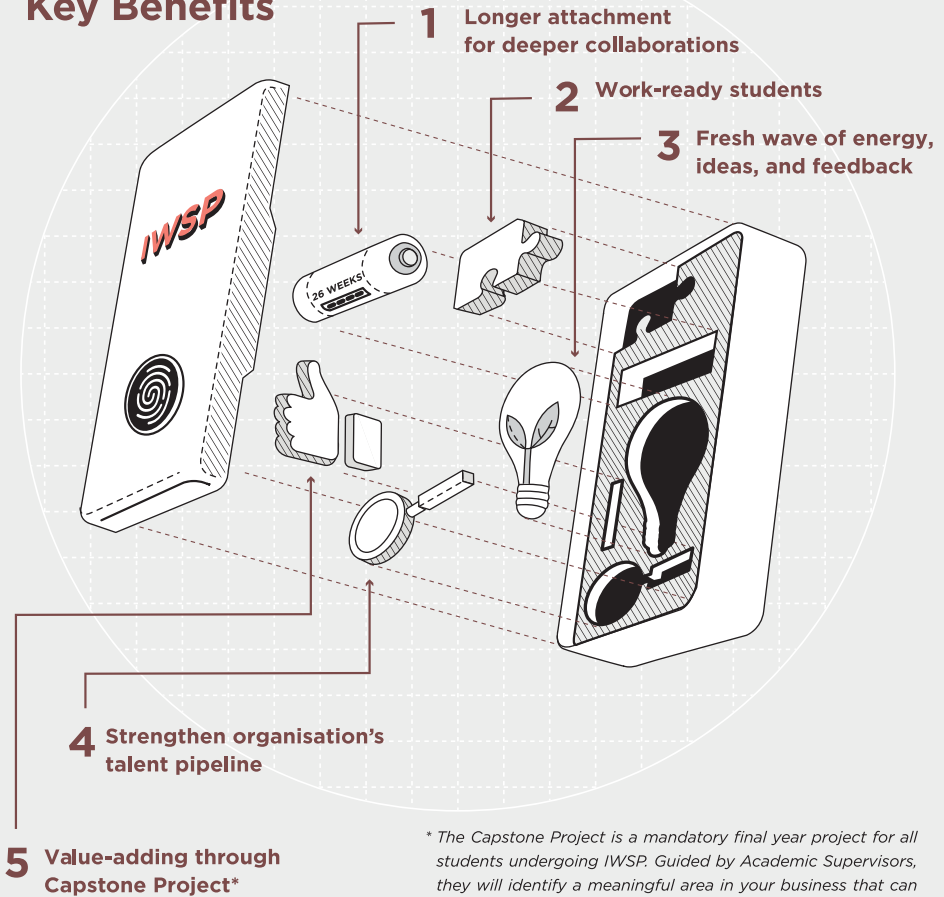 Key Benefits
1 Longer attachment
for deeper collaborations
2 Work-ready students
3 Fresh wave of energy,
ideas, and feedback
IWSP
26 WEEKS
4 Strengthen organisation's
talent pipeline
5 Value-adding through
Capstone Project*
* The Capstone Project is a mandatory final year project for all
students undergoing IWSP. Guided by Academic Supervisors,
they will identify a meaningful area in your business that can